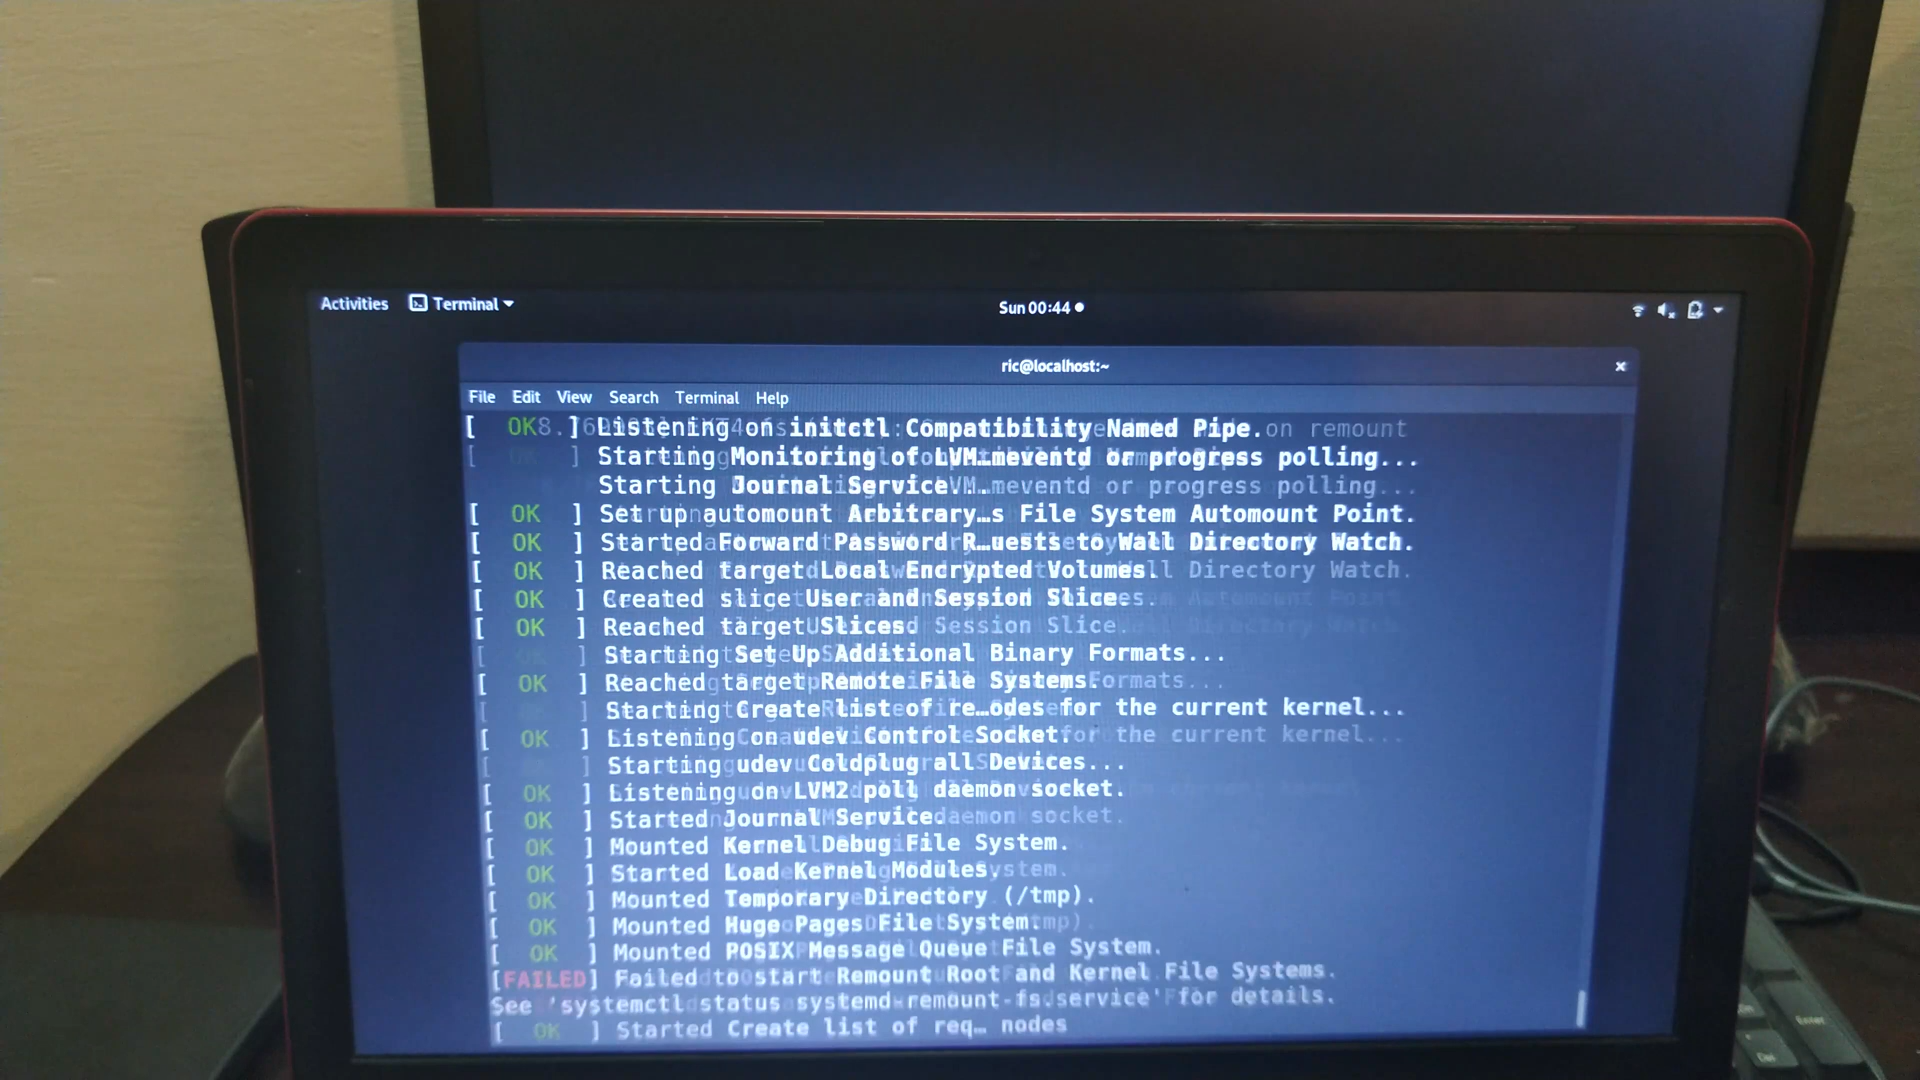 Activities Terminal
Sun 00:44
ric@localhost:~
File Edit View Search Terminal Help
[ OK ] Listening on initctl Compatibility Named Pipe. on remount
Starting Monitoring of LVM…meventd or progress polling...
Starting Journal Service...
[ OK ] Set up automount Arbitrary…s File System Automount Point.
[ OK ] Started Forward Password R…uests to Wall Directory Watch.
[ OK ] Reached target Local Encrypted Volumes.
[ OK ] Created slice User and Session Slice.
[ OK ] Reached target Slices.
Starting Set Up Additional Binary Formats...
[ OK ] Reached target Remote File Systems.
Starting Create list of re…odes for the current kernel...
[ OK ] Listening on udev Control Socket.
Starting udev Coldplug all Devices...
[ OK ] Listening on LVM2 poll daemon socket.
[ OK ] Started Journal Service.
[ OK ] Mounted Kernel Debug File System.
[ OK ] Started Load Kernel Modules.
[ OK ] Mounted Temporary Directory (/tmp).
[ OK ] Mounted Huge Pages File System.
[ OK ] Mounted POSIX Message Queue File System.
[FAILED] Failed to start Remount Root and Kernel File Systems.
See 'systemctl status systemd-remount-fs.service' for details.
[ OK ] Started Create list of req… nodes
Enter
Del